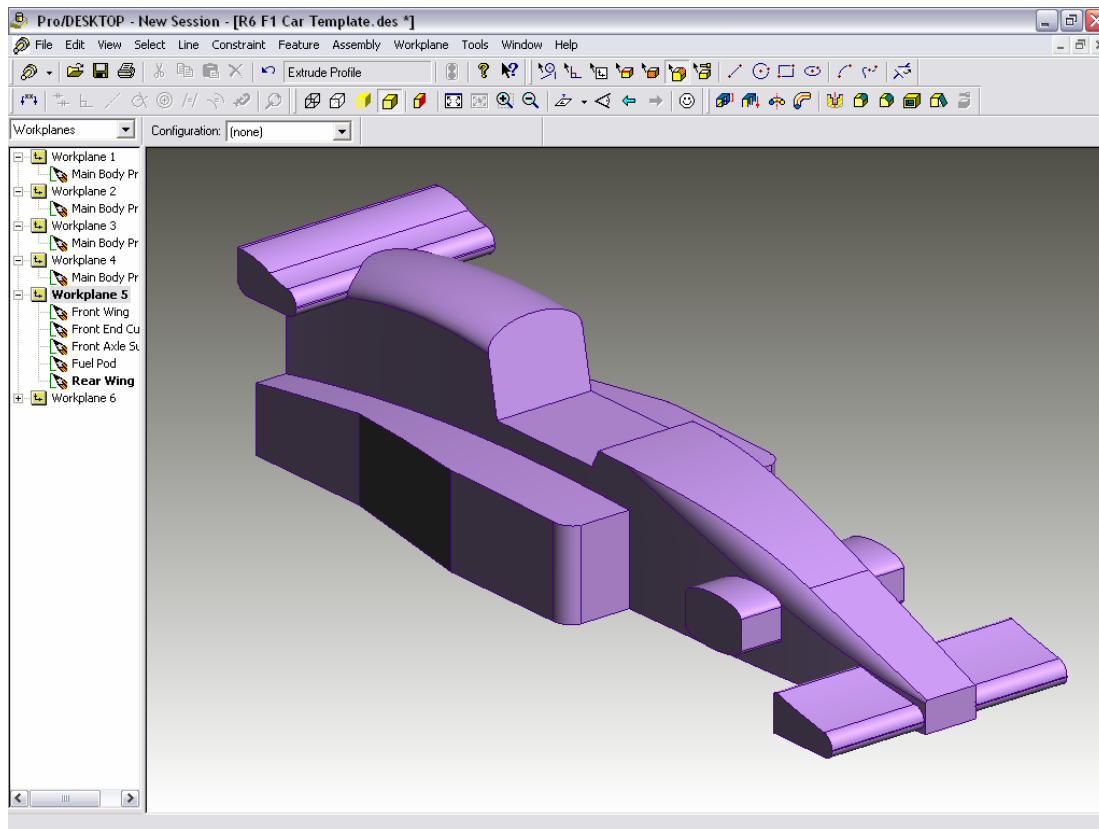 Pro/DESKTOP - New Session - [R6 F1 Car Template.des *]
File Edit View Select Line Constraint Feature Assembly Workplane Tools Window Help
Extrude Profile
Workplanes Configuration: (none)
Workplane 1
Main Body Pr
Workplane 2
Main Body Pr
Workplane 3
Main Body Pr
Workplane 4
Main Body Pr
Workplane 5
Front Wing
Front End Cu
Front Axle Su
Fuel Pod
Rear Wing
Workplane 6